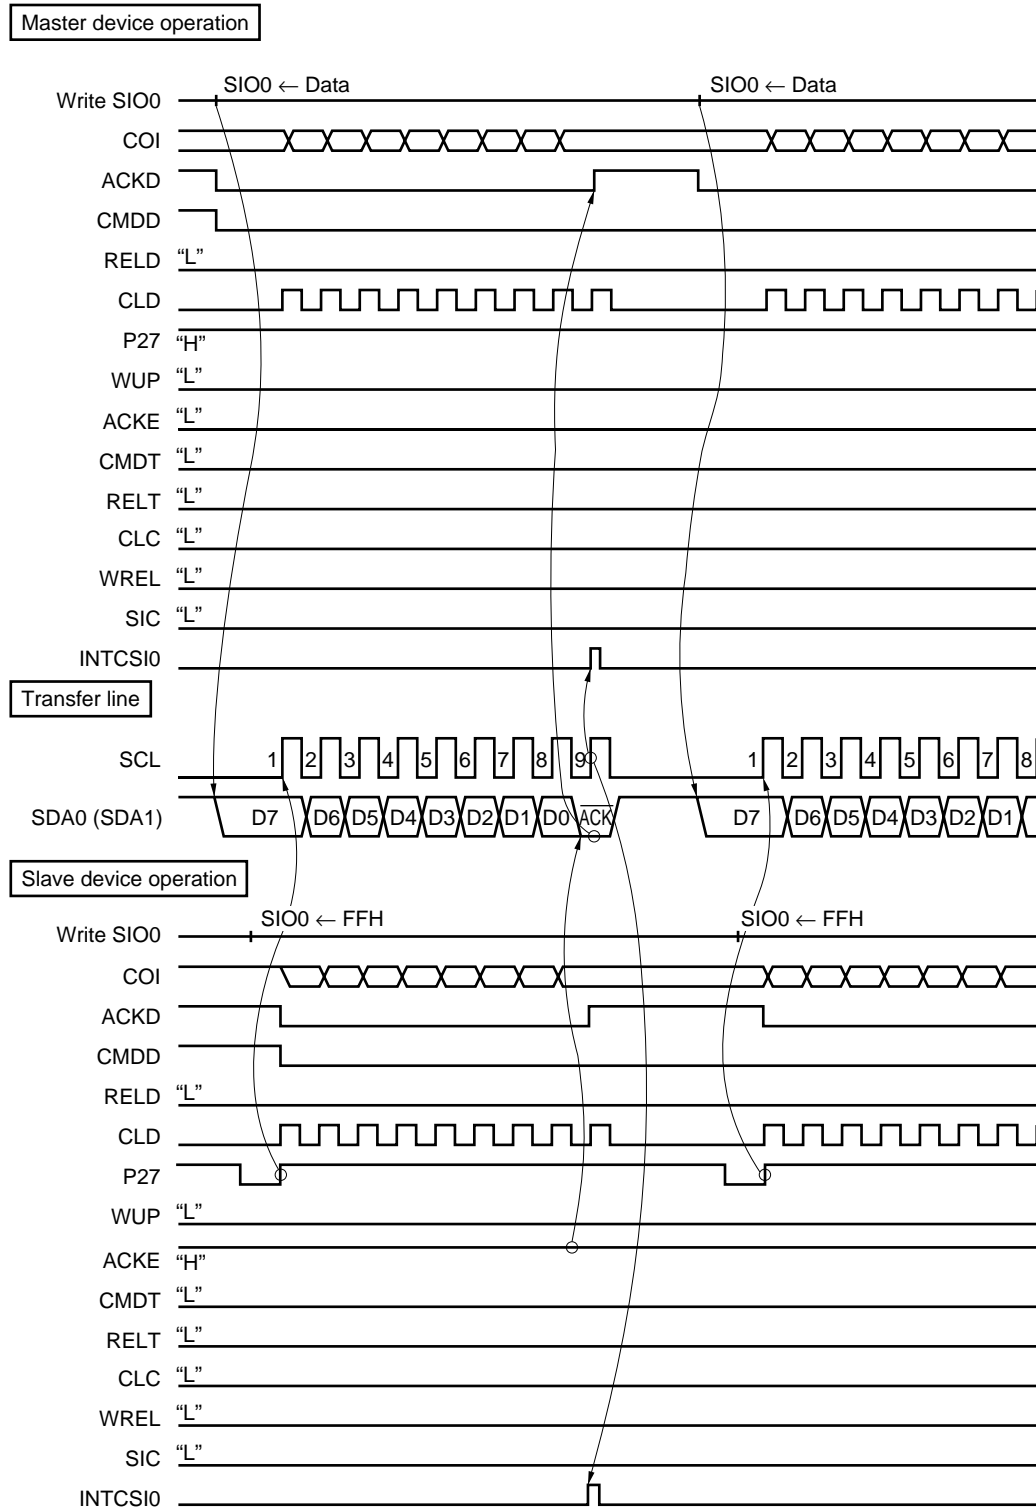 Master device operation
SIO0 ← Data SIO0 ← Data
Write SIO0
COI
ACKD
CMDD
RELD “L”
CLD
P27 “H”
WUP “L”
ACKE “L”
CMDT “L”
RELT “L”
CLC “L”
WREL “L”
SIC “L”
INTCSI0
Transfer line
SCL 1 2 3 4 5 6 7 8 9 1 2 3 4 5 6 7 8
SDA0 (SDA1) D7 D6 D5 D4 D3 D2 D1 D0 A̅C̅K̅ D7 D6 D5 D4 D3 D2 D1
Slave device operation
SIO0 ← FFH SIO0 ← FFH
Write SIO0
COI
ACKD
CMDD
RELD “L”
CLD
P27
WUP “L”
ACKE “H”
CMDT “L”
RELT “L”
CLC “L”
WREL “L”
SIC “L”
INTCSI0